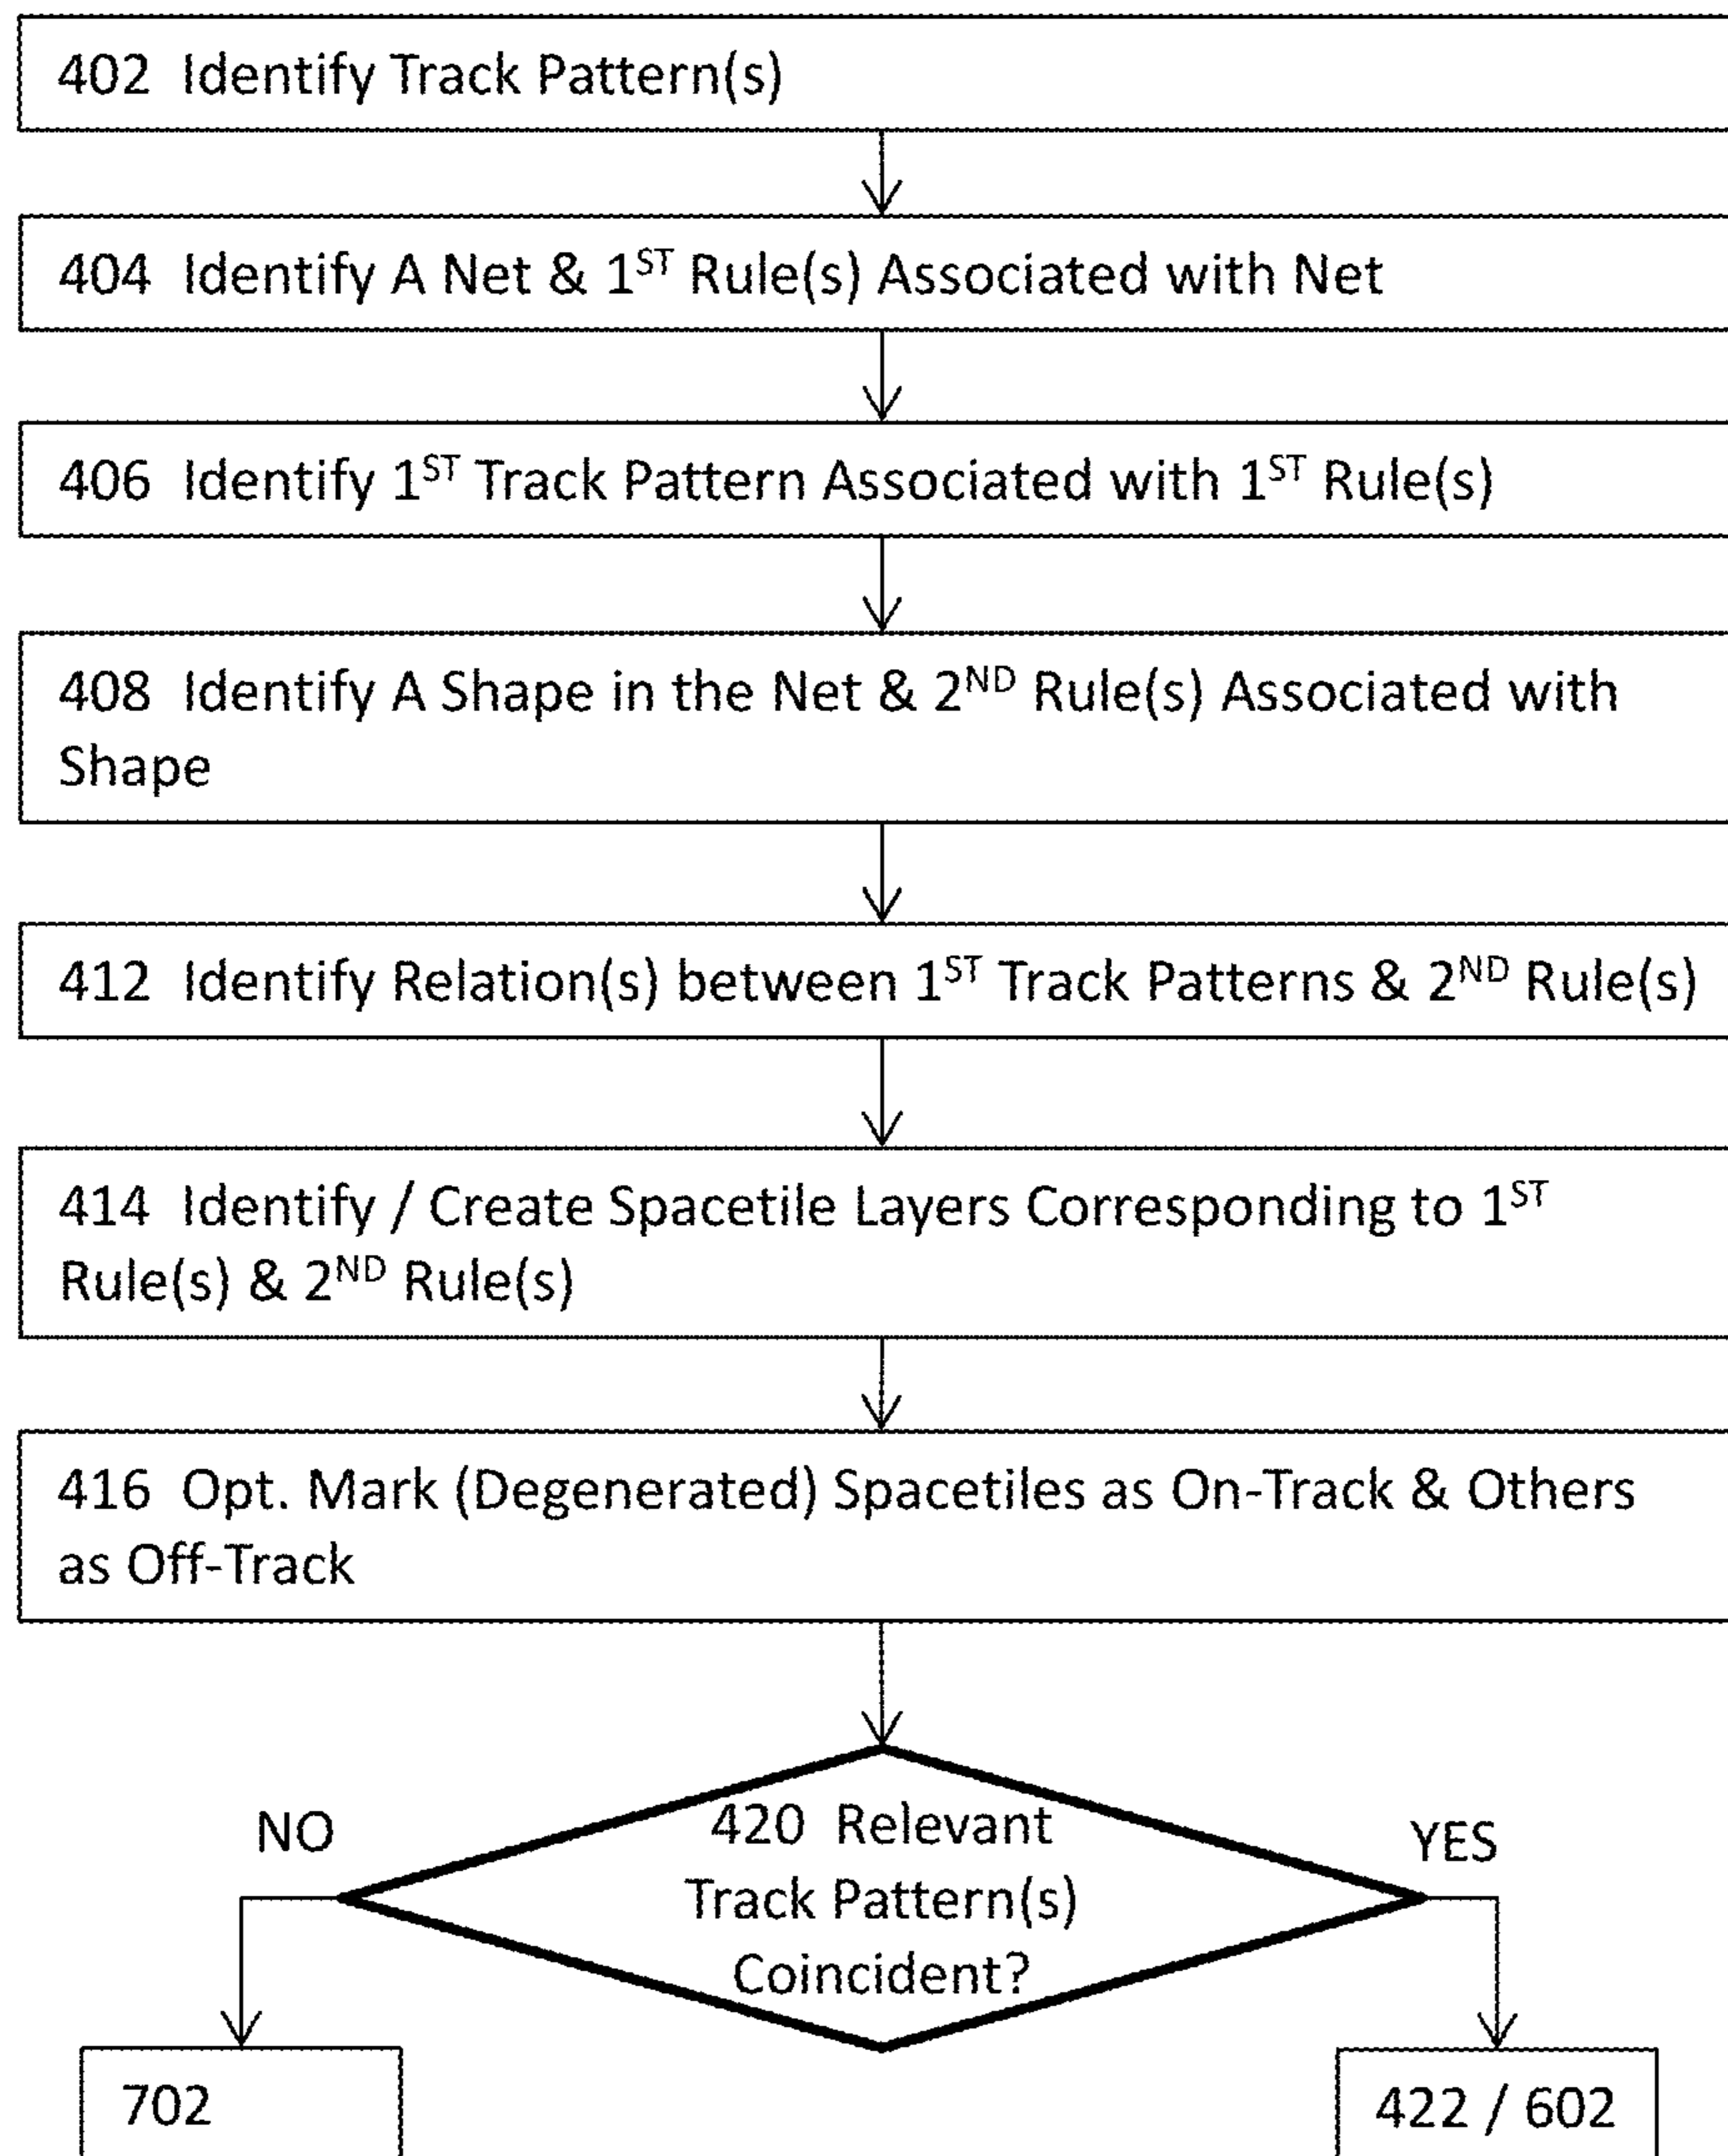 402 Identify Track Pattern(s)
404 Identify A Net & 1ST Rule(s) Associated with Net
406 Identify 1ST Track Pattern Associated with 1ST Rule(s)
408 Identify A Shape in the Net & 2ND Rule(s) Associated with
Shape
412 Identify Relation(s) between 1ST Track Patterns & 2ND Rule(s)
414 Identify / Create Spacetile Layers Corresponding to 1ST
Rule(s) & 2ND Rule(s)
416 Opt. Mark (Degenerated) Spacetiles as On-Track & Others
as Off-Track
420 Relevant
Track Pattern(s)
Coincident?
NO
YES
702
422 / 602